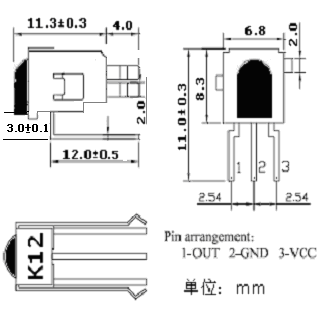 11.3±0.3
4.0
3.0±0.1
2.0
12.0±0.5
6.8
2.0
11.0±0.3
8.3
1 2 3
2.54 2.54
K12
Pin arrangement:
1-OUT 2-GND 3-VCC
单位: mm